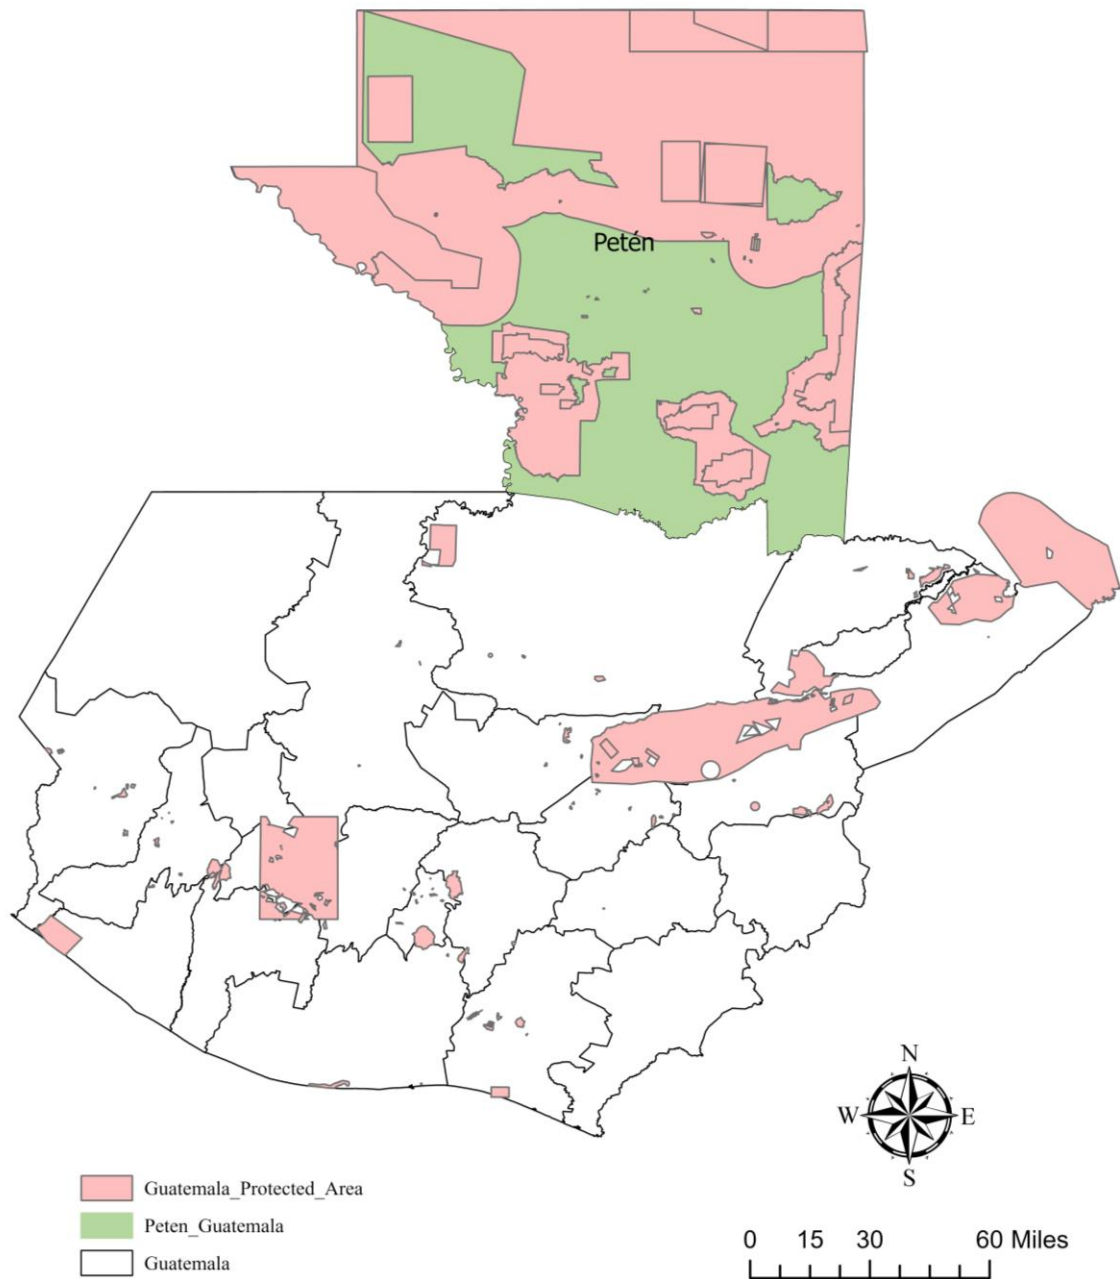 Petén
N
W E
S
Guatemala_Protected_Area
Peten_Guatemala
Guatemala
0 15 30 60 Miles